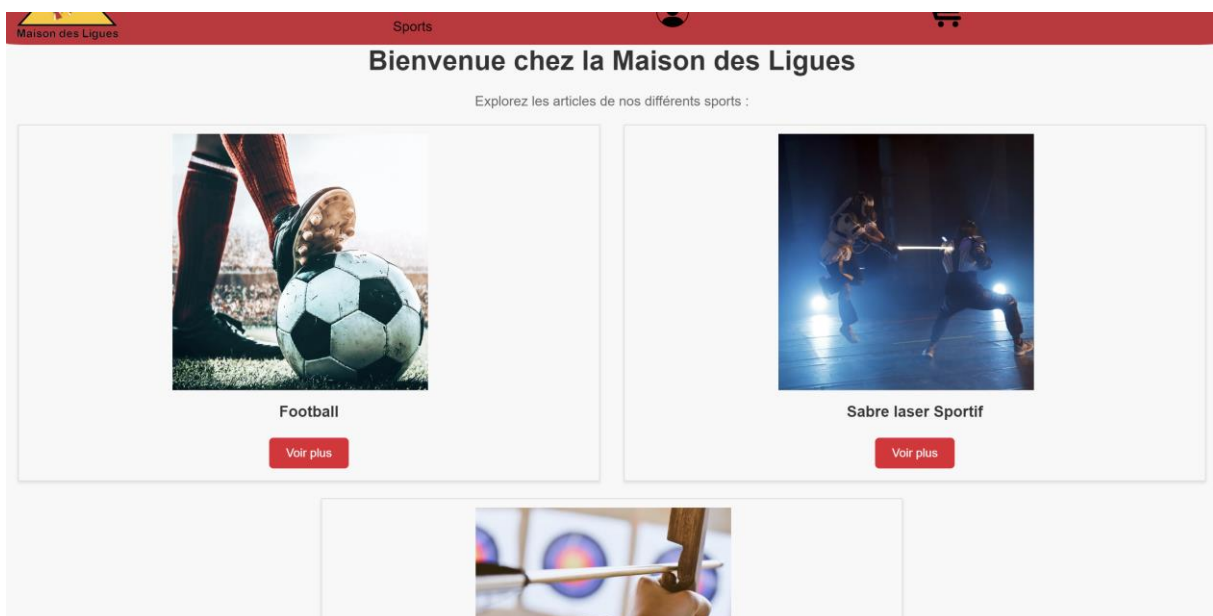 Maison des Ligues
Sports
Bienvenue chez la Maison des Ligues
Explorez les articles de nos différents sports :
Football
Sabre laser Sportif
Voir plus
Voir plus